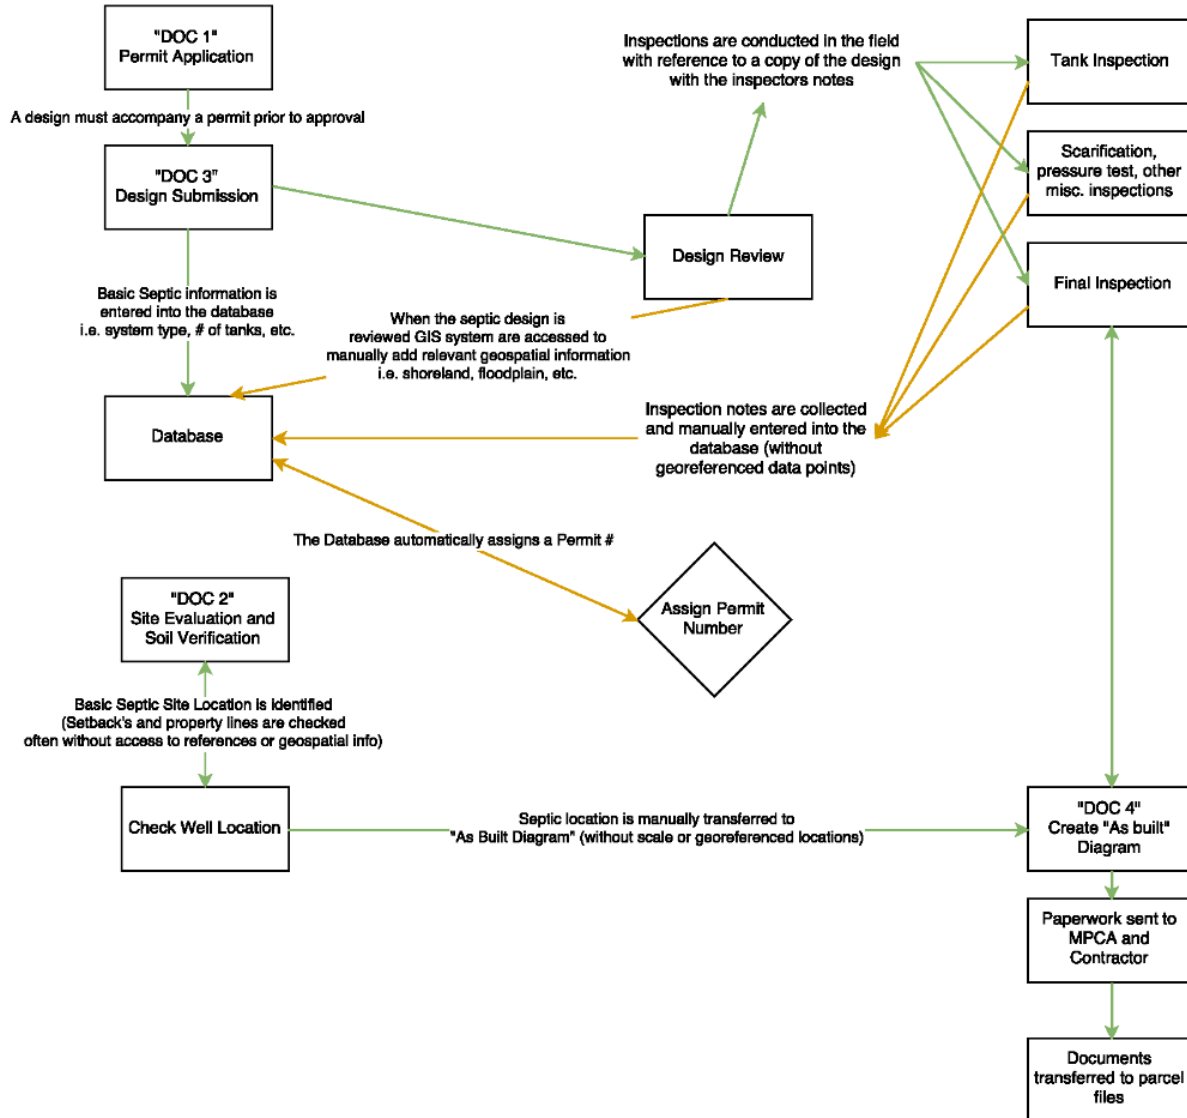 "DOC 1"
Permit Application
A design must accompany a permit prior to approval
"DOC 3"
Design Submission
Basic Septic information is
entered into the database
i.e. system type, # of tanks, etc.
Database
Inspections are conducted in the field
with reference to a copy of the design
with the inspectors notes
Design Review
When the septic design is
reviewed GIS system are accessed to
manually add relevant geospatial information
i.e. shoreland, floodplain, etc.
Tank Inspection
Scarification,
pressure test, other
misc. inspections
Final Inspection
Inspection notes are collected
and manually entered into the
database (without
georeferenced data points)
The Database automatically assigns a Permit #
Assign Permit
Number
"DOC 2"
Site Evaluation and
Soil Verification
Basic Septic Site Location is identified
(Setback's and property lines are checked
often without access to references or geospatial info)
Check Well Location
Septic location is manually transferred to
"As Built Diagram" (without scale or georeferenced locations)
"DOC 4"
Create "As built"
Diagram
Paperwork sent to
MPCA and
Contractor
Documents
transferred to parcel
files